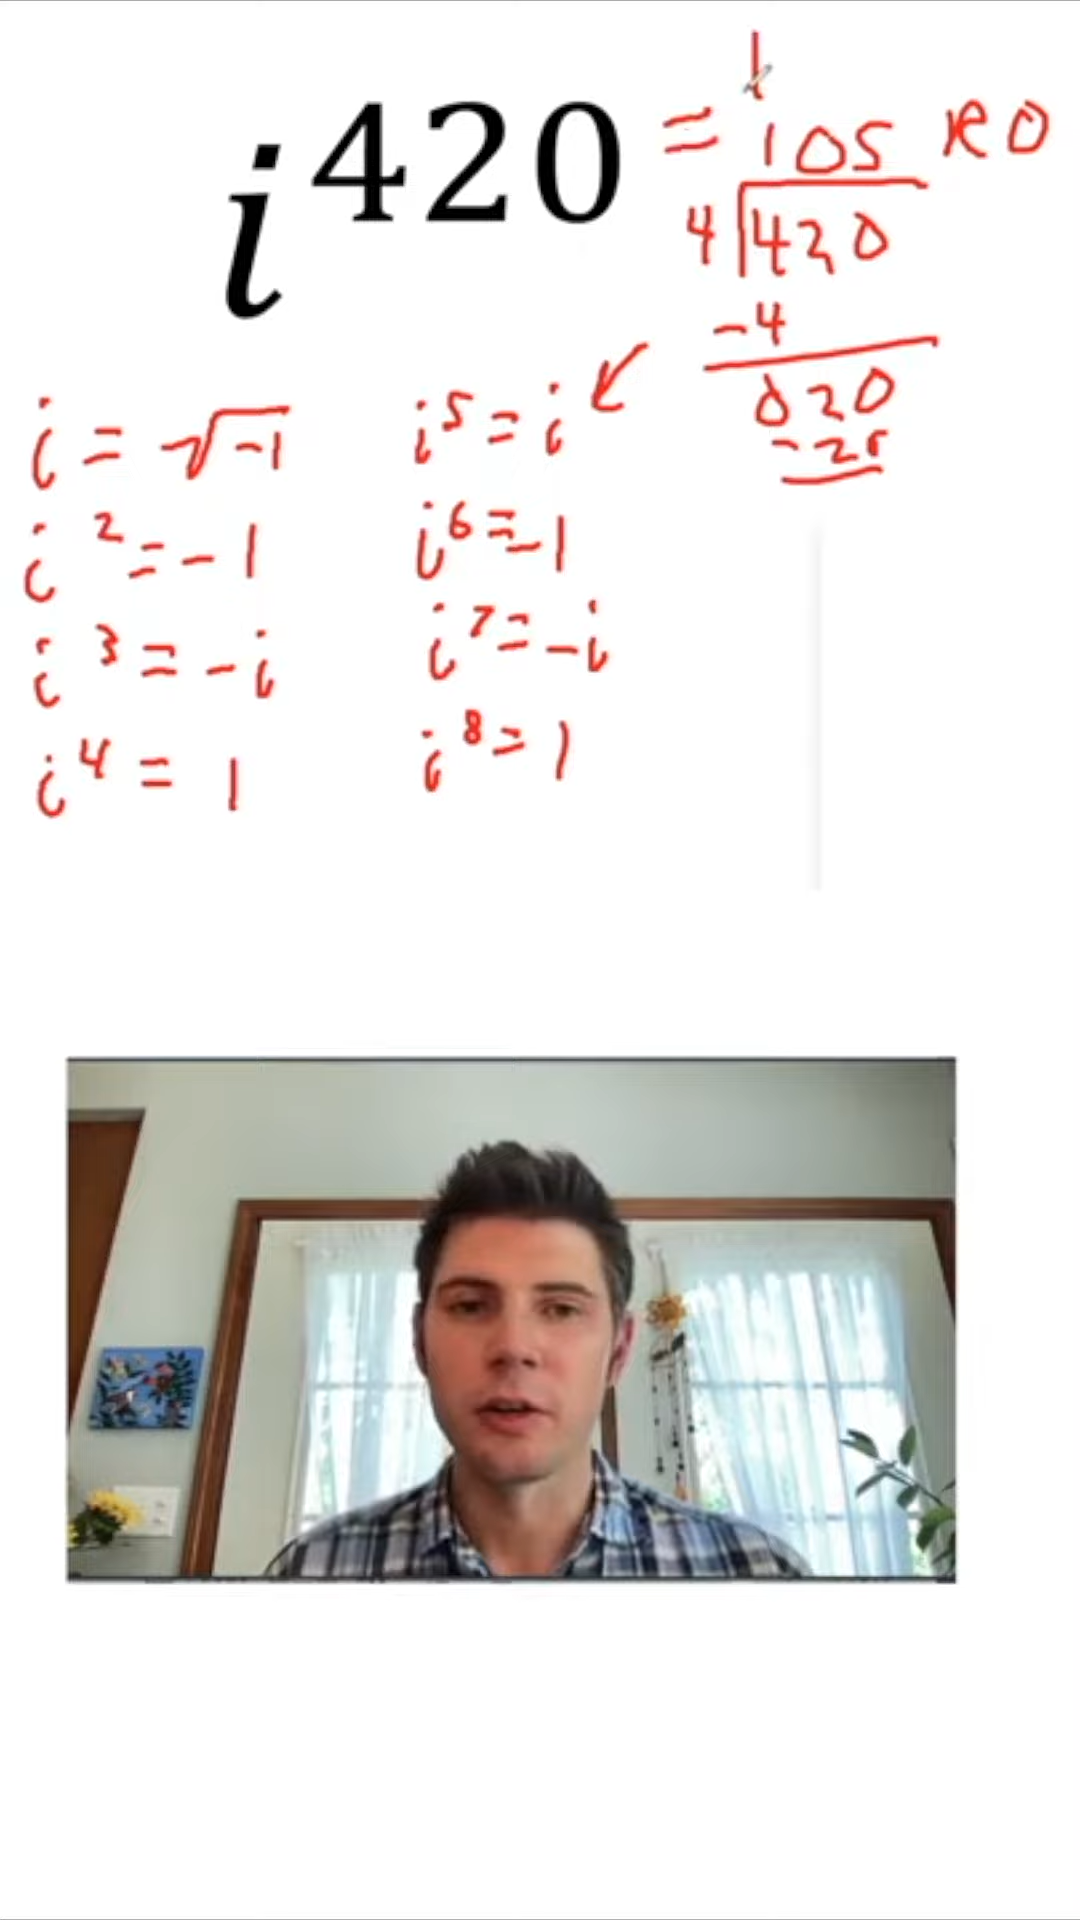 i^420 = 1
105 R0
4 420
-4
020
-20
i = √-1
i^2 = -1
i^3 = -i
i^4 = 1
i^5 = i
i^6 = -1
i^7 = -i
i^8 = 1